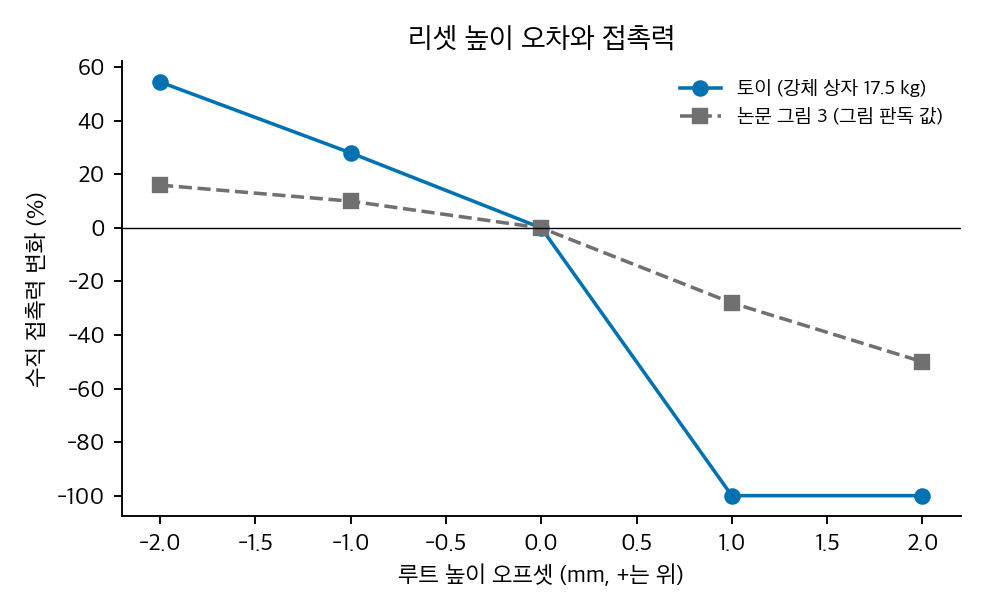 리셋 높이 오차와 접촉력
토이 (강체 상자 17.5 kg)
논문 그림 3 (그림 판독 값)
수직 접촉력 변화 (%)
60
40
20
0
-20
-40
-60
-80
-100
-2.0 -1.5 -1.0 -0.5 0.0 0.5 1.0 1.5 2.0
루트 높이 오프셋 (mm, +는 위)